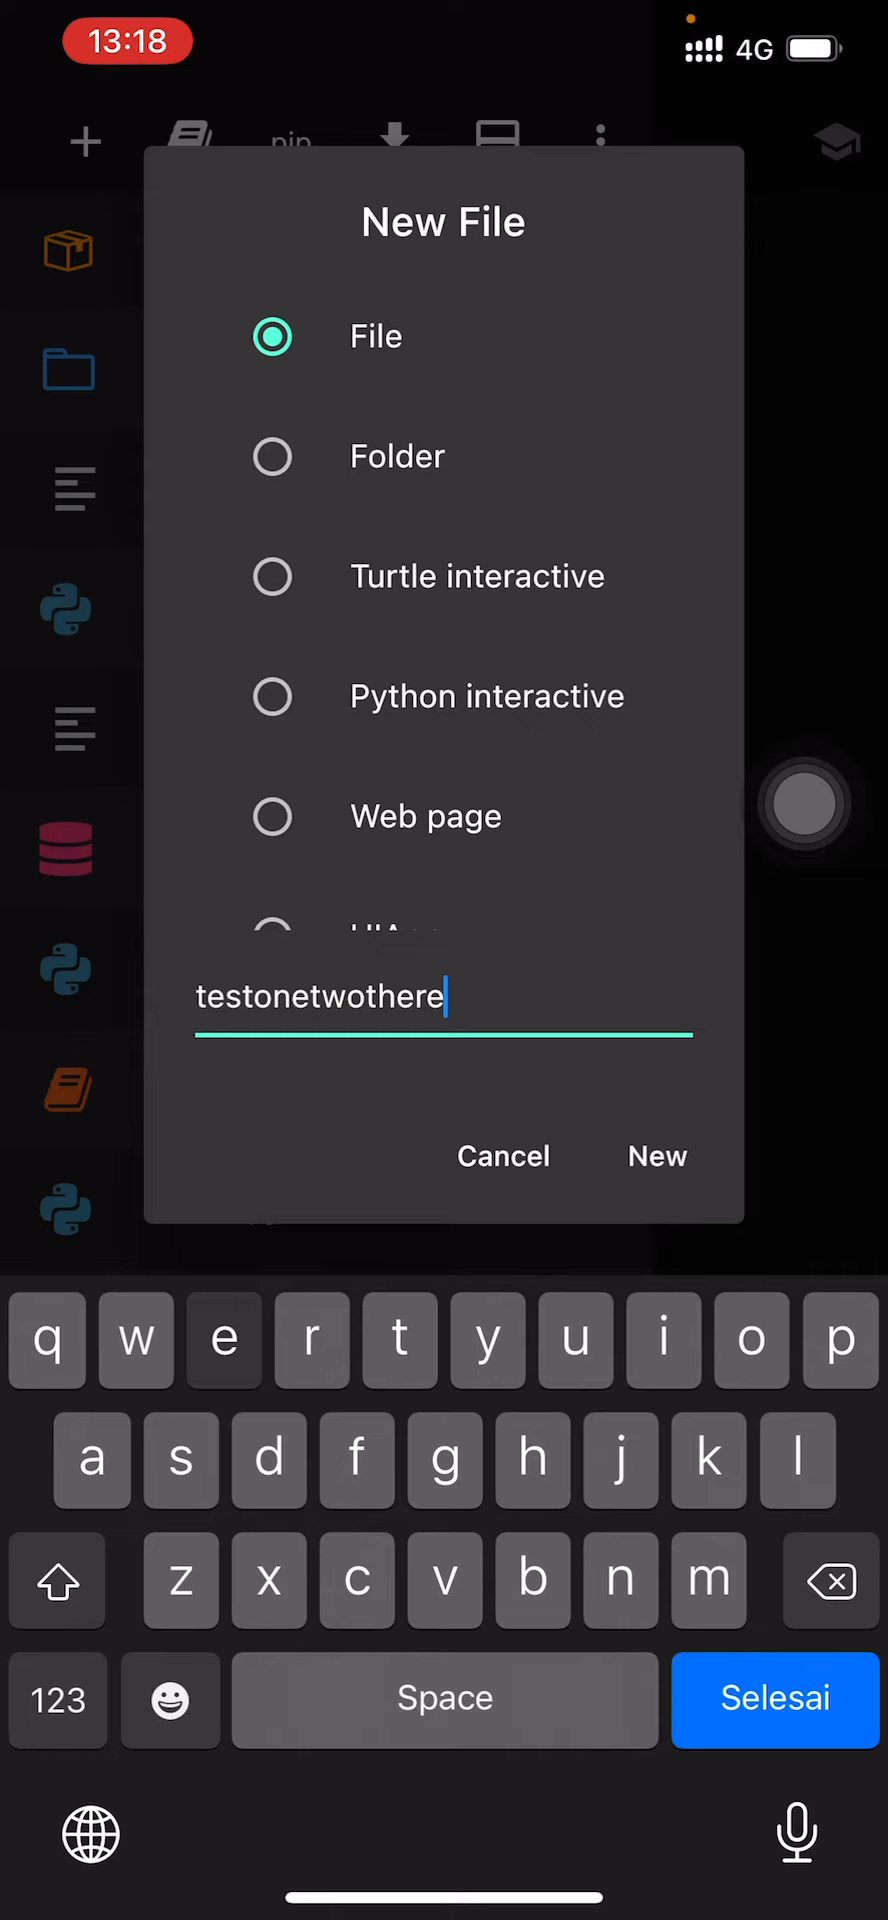 13:18
4G
pip
New File
File
Folder
Turtle interactive
Python interactive
Web page
testonetwothere
Cancel
New
q w e r t y u i o p
a s d f g h j k l
z x c v b n m
123
Space
Selesai